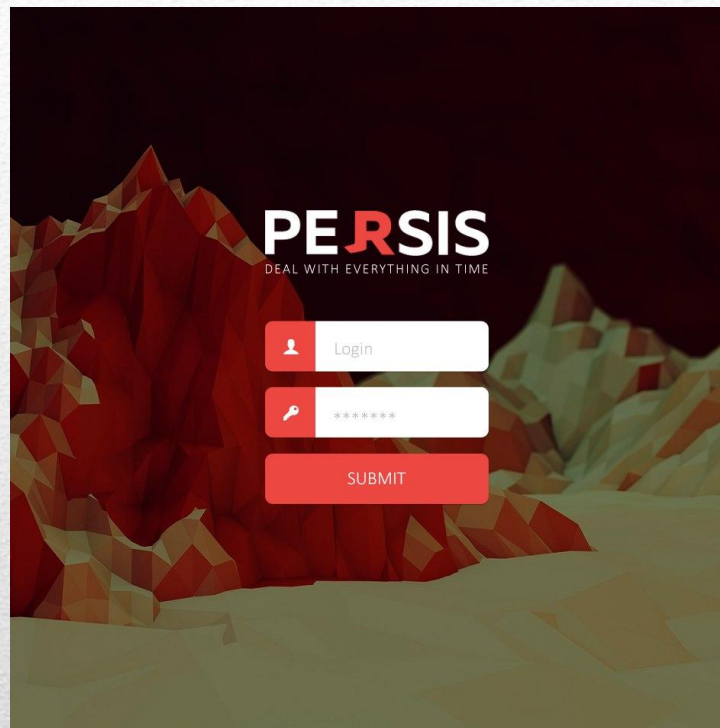 PERSIS
DEAL WITH EVERYTHING IN TIME
Login
*******
SUBMIT